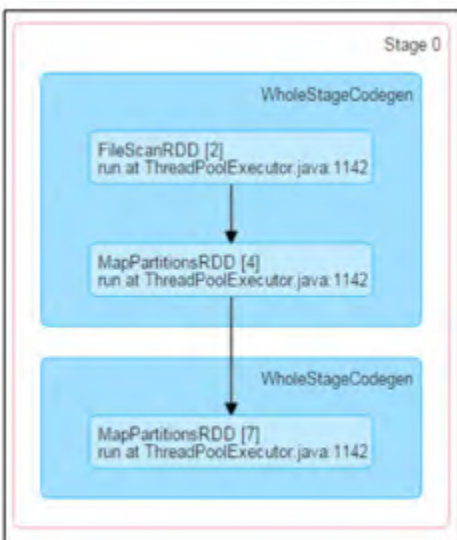 Stage 0
WholeStageCodegen
FileScanRDD [2]
run at ThreadPoolExecutor.java:1142
MapPartitionsRDD [4]
run at ThreadPoolExecutor.java:1142
WholeStageCodegen
MapPartitionsRDD [7]
run at ThreadPoolExecutor.java:1142